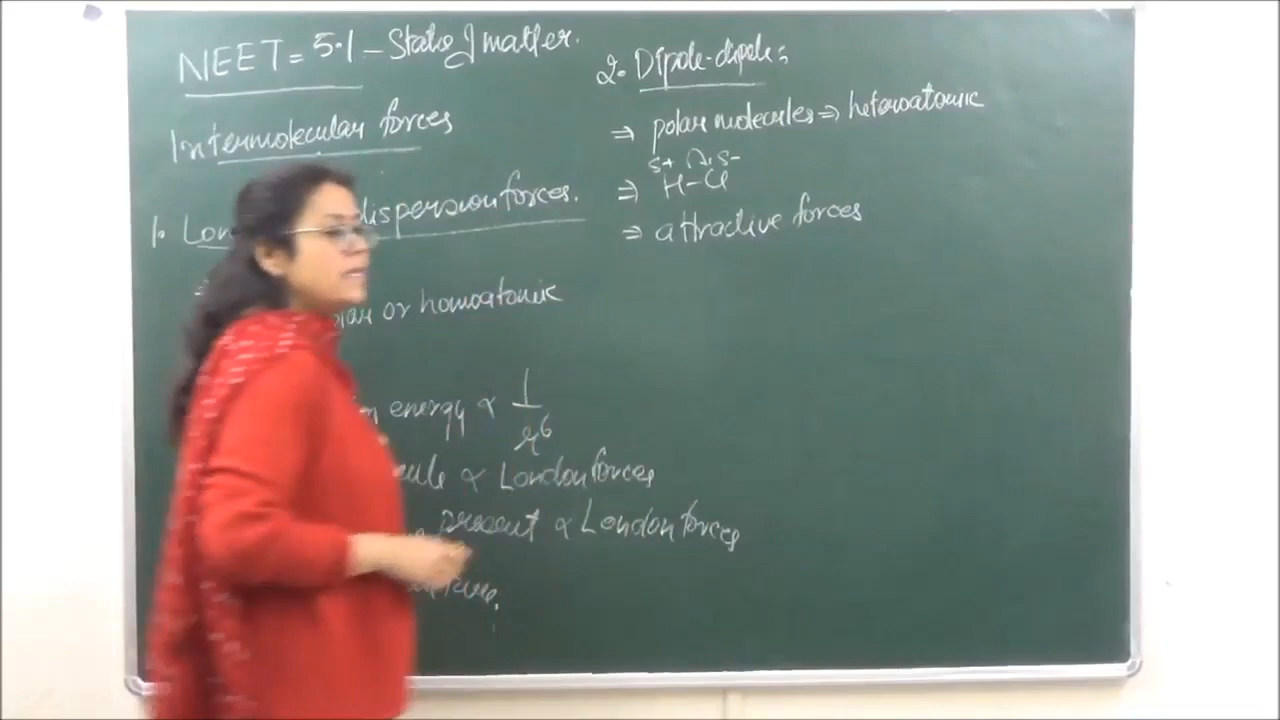 NEET = 5.1 - State of matter.
Intermolecular forces
1. Lon dispersion forces.
or homoatomic
energy ∝ 1/r⁶
∝ London forces
present ∝ London forces
2. Dipole-dipole:
⇒ polar molecules ⇒ heteroatomic
δ+ δ-
⇒ H-Cl
⇒ attractive forces